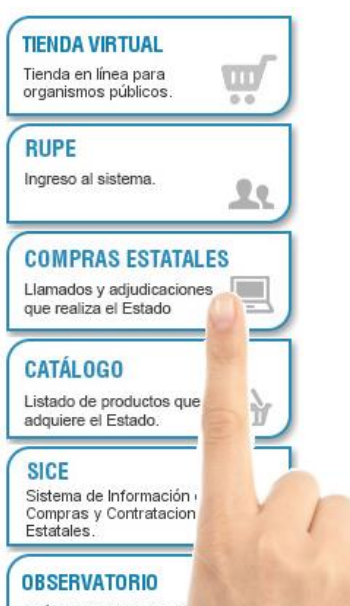 TIENDA VIRTUAL
Tienda en línea para
organismos públicos.
RUPE
Ingreso al sistema.
COMPRAS ESTATALES
Llamados y adjudicaciones
que realiza el Estado
CATÁLOGO
Listado de productos que
adquiere el Estado.
SICE
Sistema de Información
Compras y Contratacion
Estatales.
OBSERVATORIO